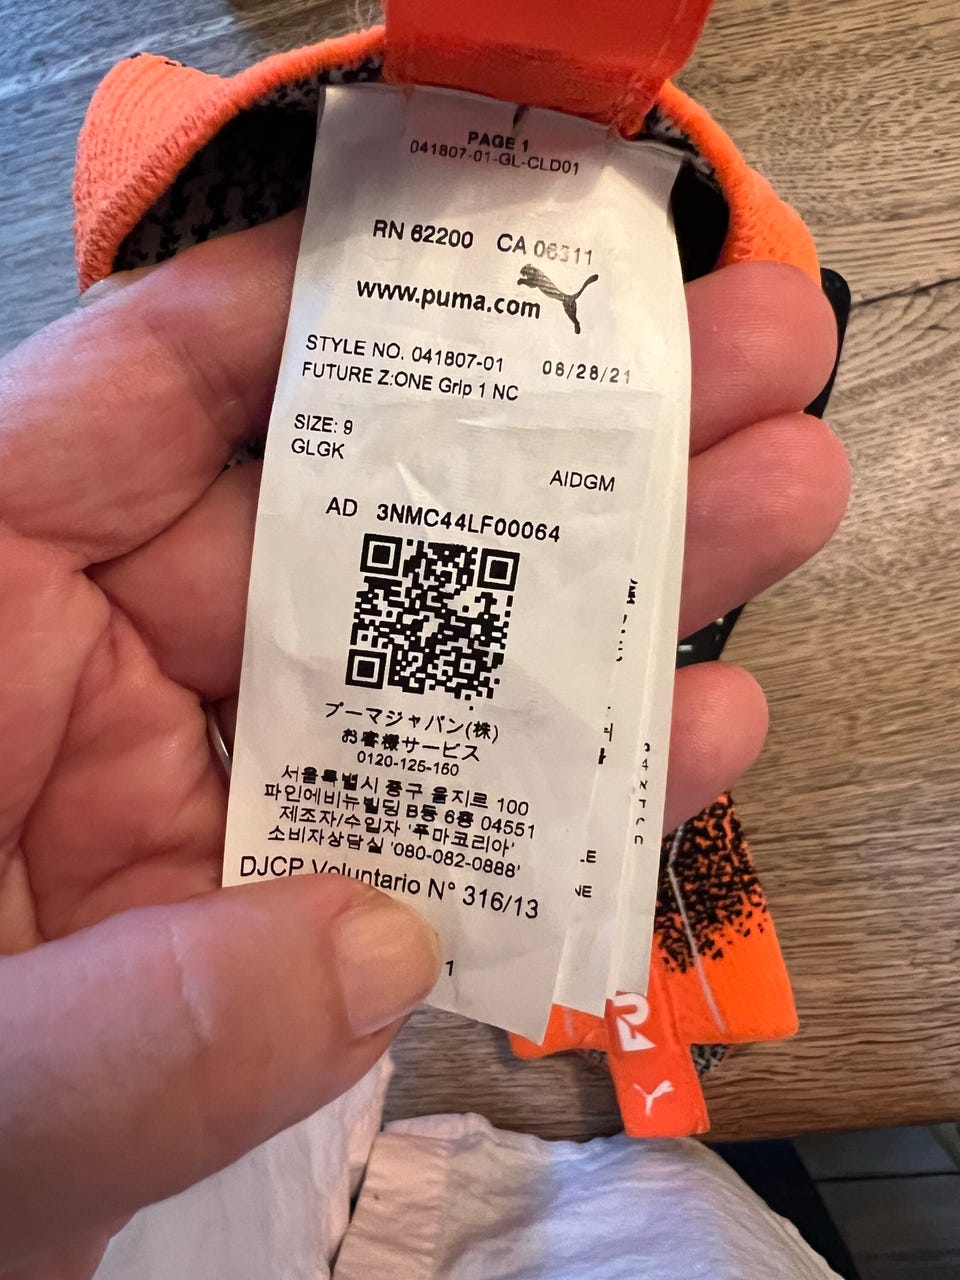 PAGE 1
041807-01-GL-CLD01
RN 62200 CA 06311
www.puma.com
STYLE NO. 041807-01 08/28/21
FUTURE Z:ONE Grip 1 NC
SIZE: 9
GLGK
AIDGM
AD 3NMC44LF00064
プーマジャパン(株)
お客様サービス
0120-125-150
서울특별시 중구 을지로 100
파인에비뉴빌딩 B동 6층 04551
제조자/수입자 '푸마코리아'
소비자상담실 '080-082-0888'
DJCP Voluntario N° 316/13
1